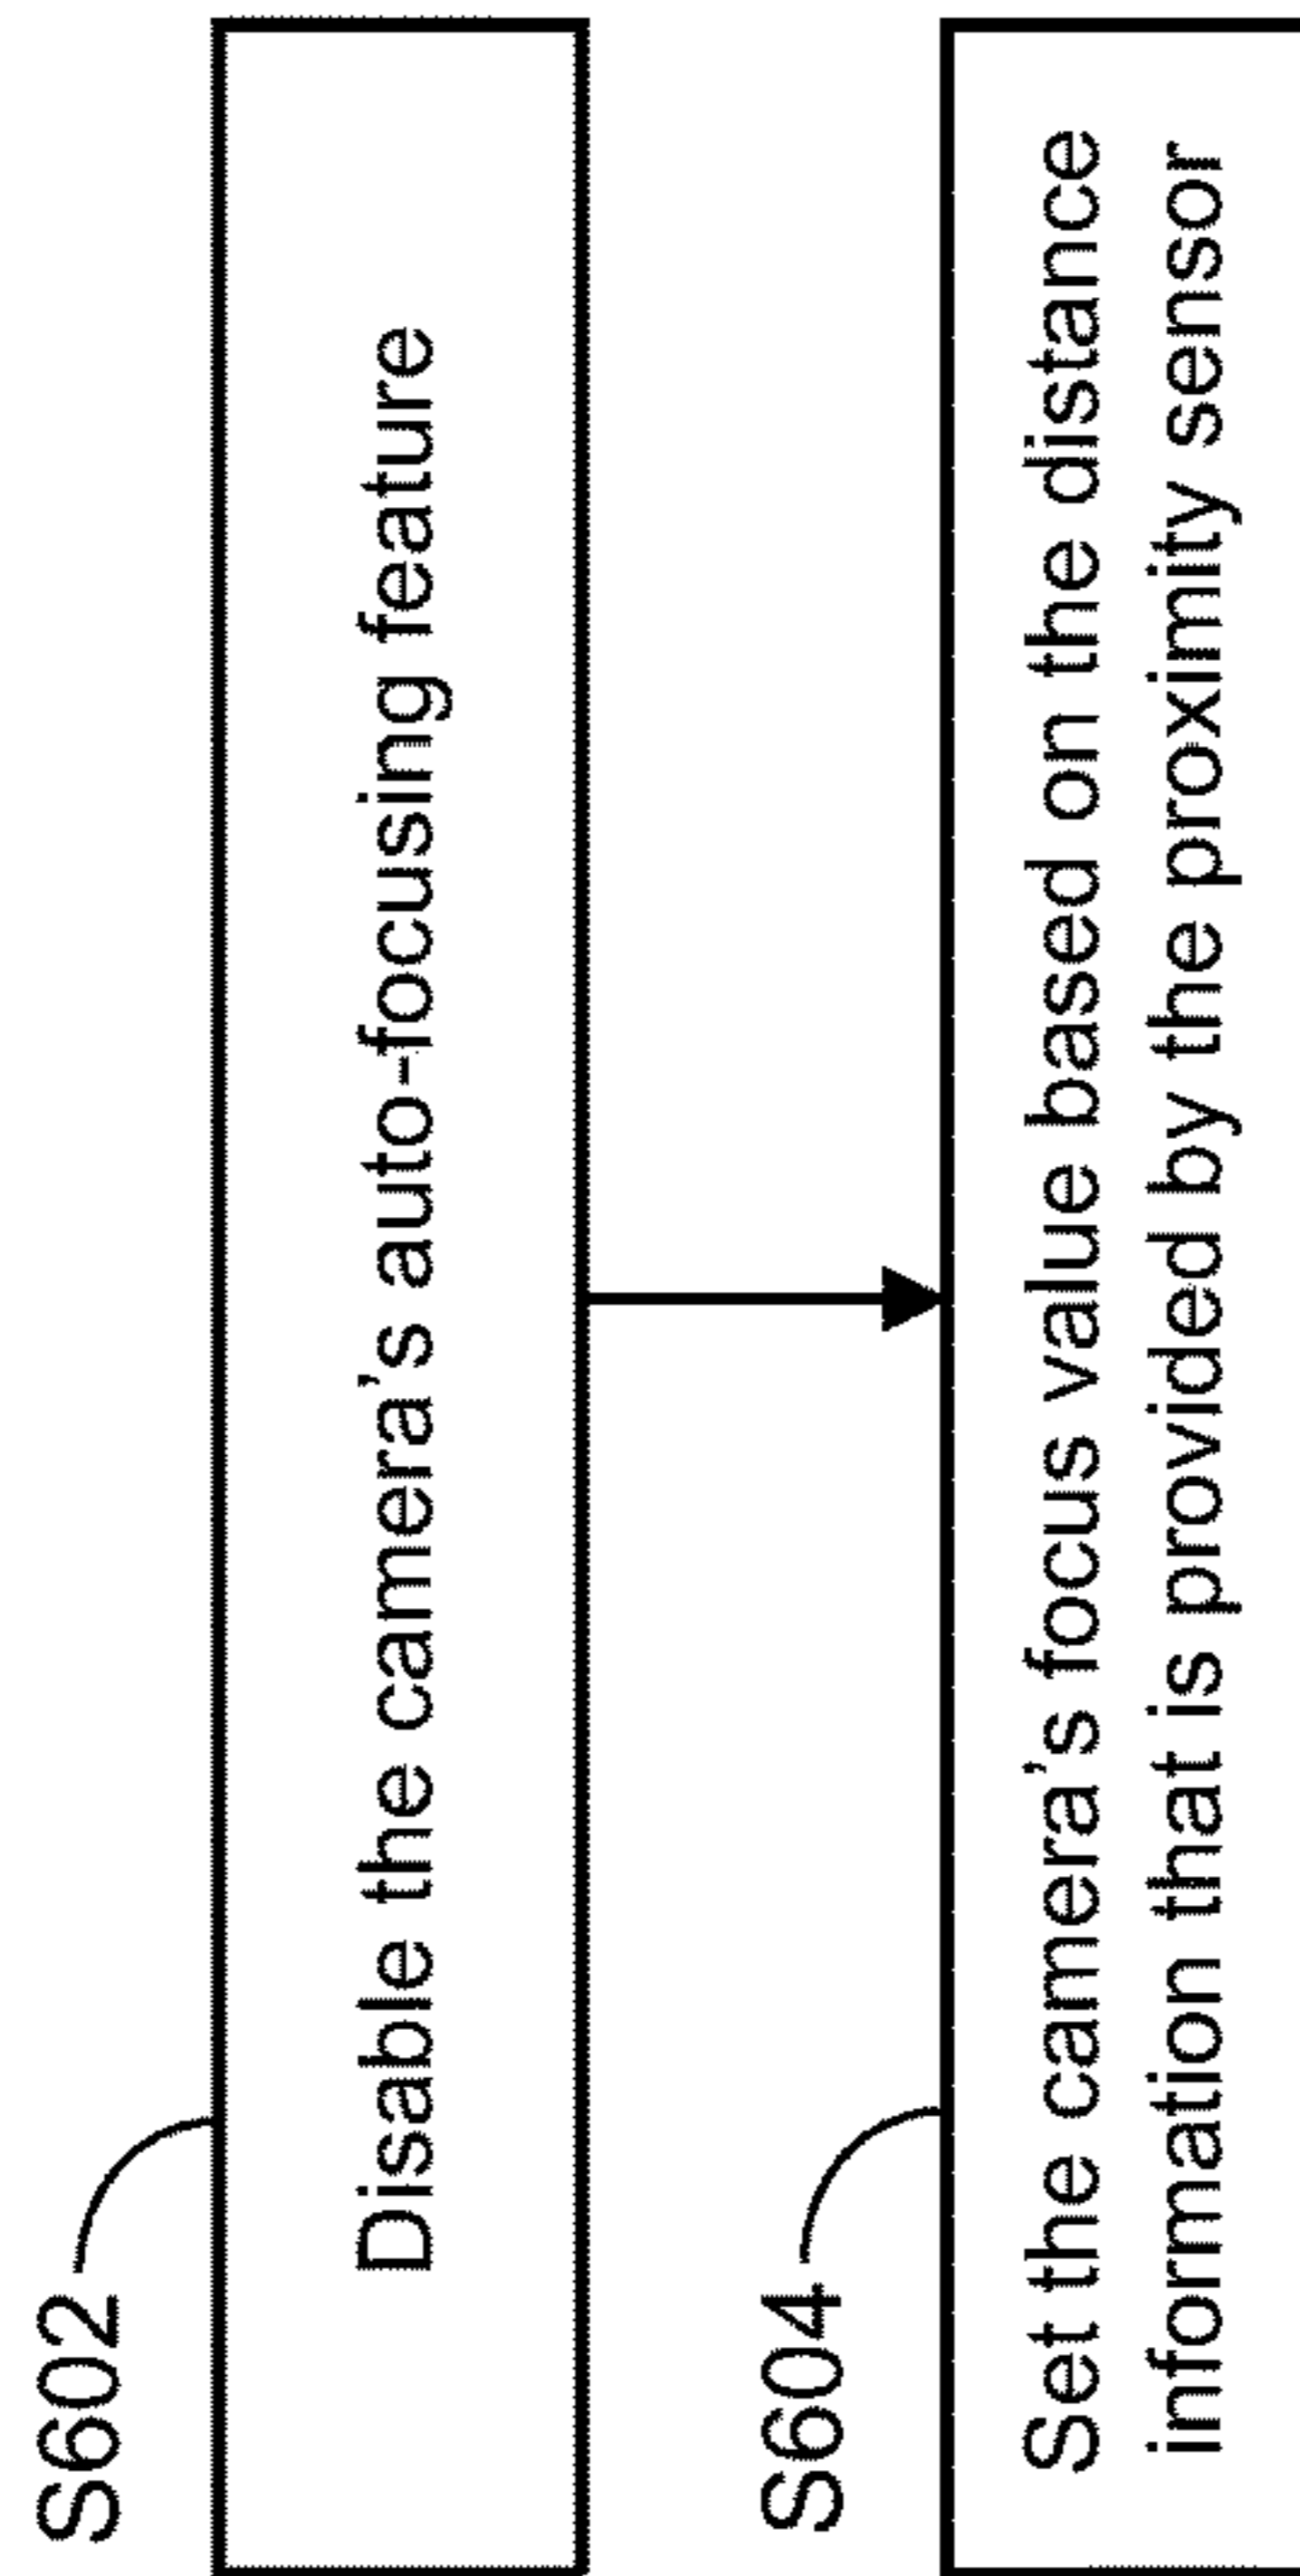 S602
Disable the camera's auto-focusing feature
S604
Set the camera's focus value based on the distance
information that is provided by the proximity sensor